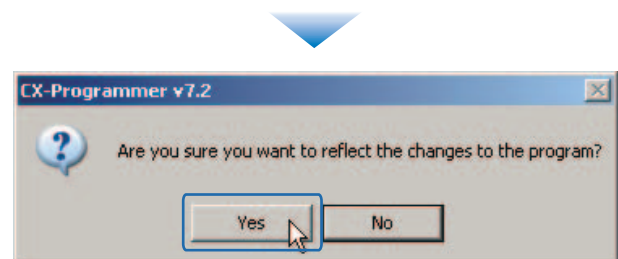 CX-Programmer v7.2
Are you sure you want to reflect the changes to the program?
Yes No